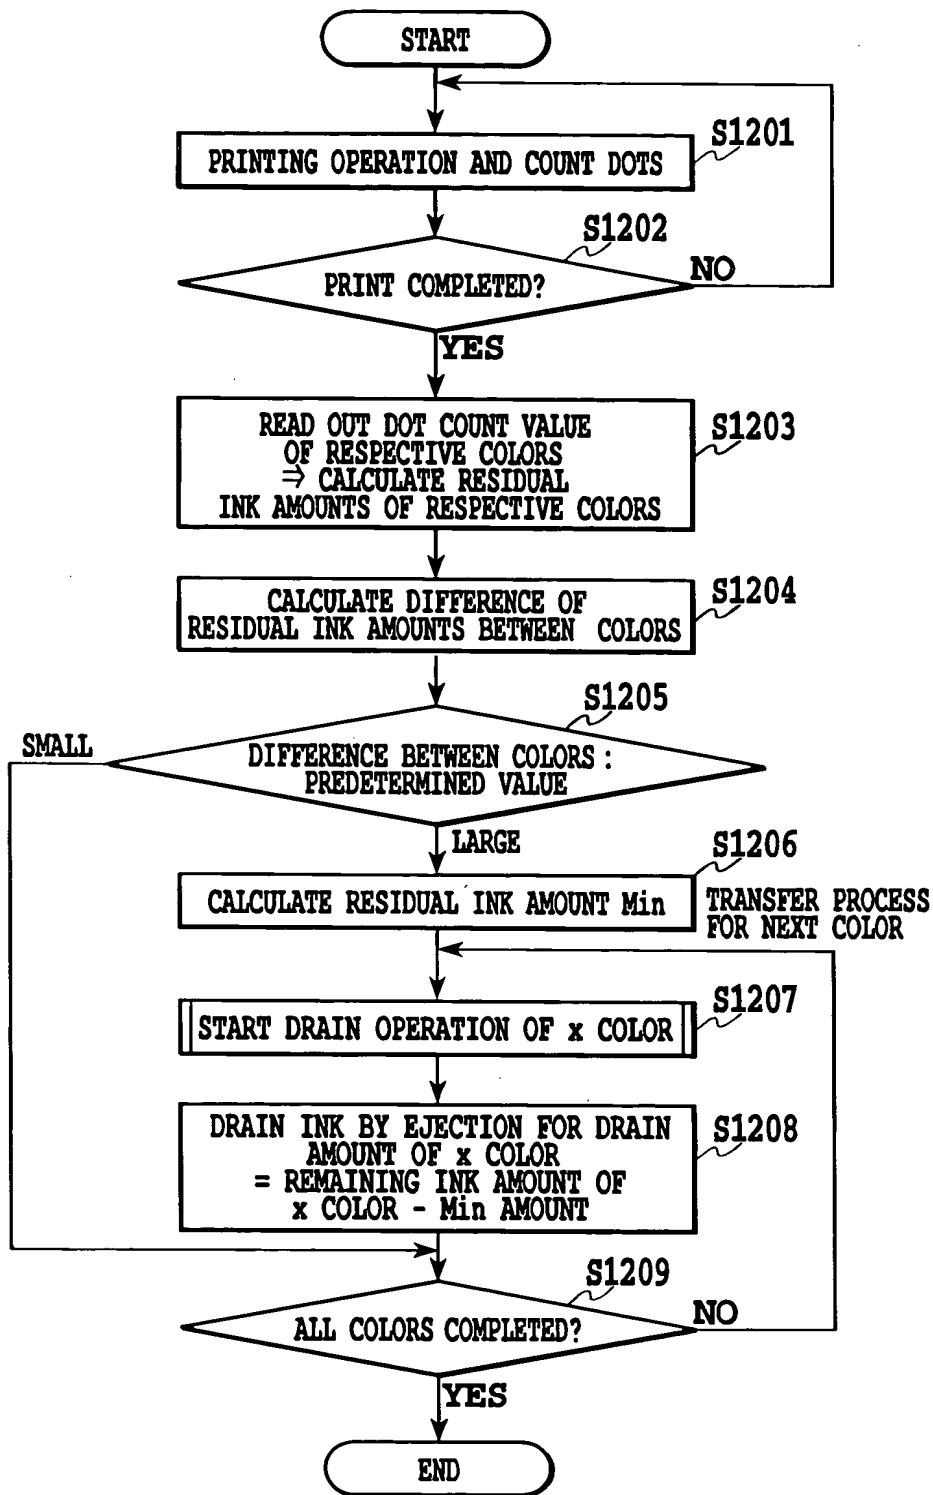 START
S1201
PRINTING OPERATION AND COUNT DOTS
S1202
PRINT COMPLETED?
NO
YES
S1203
READ OUT DOT COUNT VALUE
OF RESPECTIVE COLORS
⇒ CALCULATE RESIDUAL
INK AMOUNTS OF RESPECTIVE COLORS
S1204
CALCULATE DIFFERENCE OF
RESIDUAL INK AMOUNTS BETWEEN COLORS
S1205
SMALL
DIFFERENCE BETWEEN COLORS :
PREDETERMINED VALUE
LARGE
S1206
CALCULATE RESIDUAL INK AMOUNT Min
TRANSFER PROCESS
FOR NEXT COLOR
S1207
START DRAIN OPERATION OF x COLOR
S1208
DRAIN INK BY EJECTION FOR DRAIN
AMOUNT OF x COLOR
= REMAINING INK AMOUNT OF
x COLOR - Min AMOUNT
S1209
ALL COLORS COMPLETED?
NO
YES
END